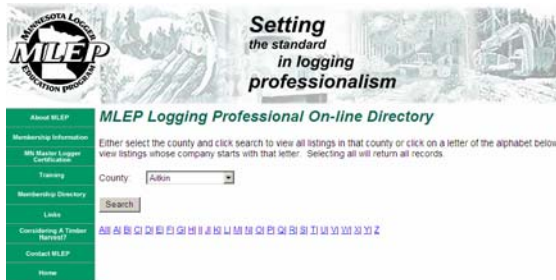 MINNESOTA LOGGER
MLEP
EDUCATION PROGRAM
Setting
the standard
in logging
professionalism
About MLEP
Membership Information
MN Master Logger
Certification
Training
Membership Directory
Links
Considering A Timber
Harvest?
Contact MLEP
Home
MLEP Logging Professional On-line Directory
Either select the county and click search to view all listings in that county or click on a letter of the alphabet below
view listings whose company starts with that letter. Selecting all will return all records.
County: Aitkin
Search
All| A| B| C| D| E| F| G| H| I| J| K| L| M| N| O| P| Q| R| S| T| U| V| W| X| Y| Z